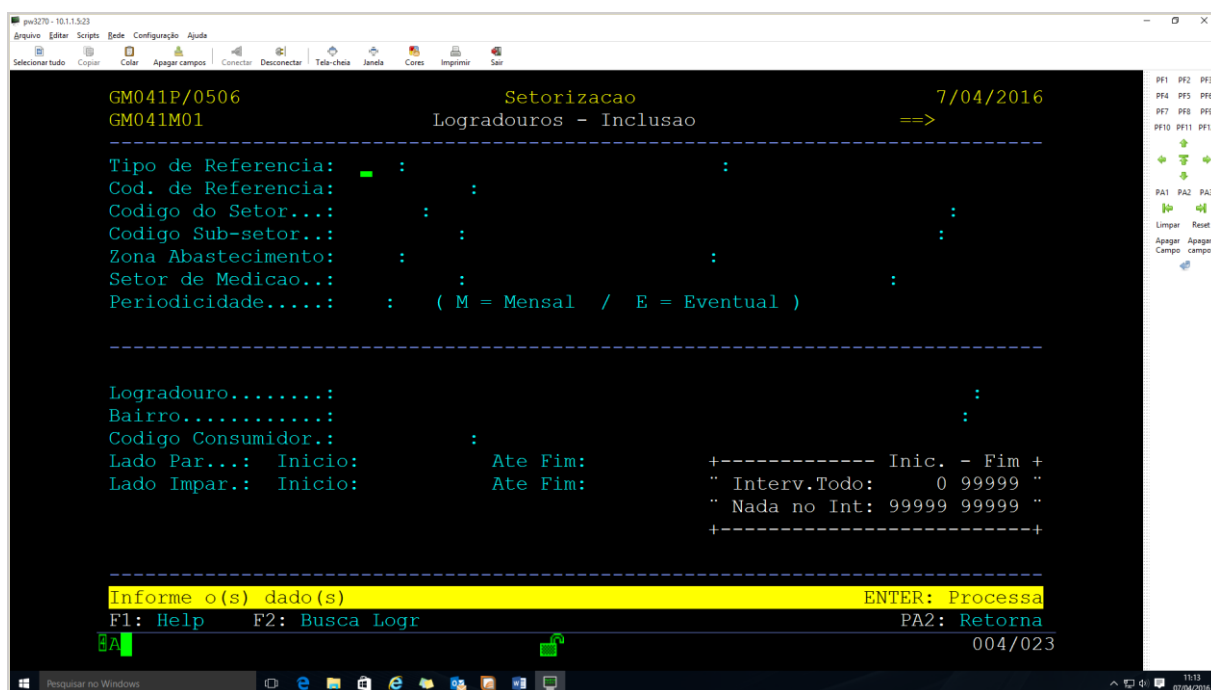 pw3270 - 10.1.1.5:23
Arquivo Editar Scripts Rede Configuração Ajuda
Selecionar tudo Copiar Colar Apagar campos Conectar Desconectar Tela-cheia Janela Cores Imprimir Sair
GM041P/0506 Setorizacao 7/04/2016
GM041M01 Logradouros - Inclusao ==>
Tipo de Referencia: : :
Cod. de Referencia: :
Codigo do Setor...: : :
Codigo Sub-setor..: : :
Zona Abastecimento: : :
Setor de Medicao..: : :
Periodicidade.....: : ( M = Mensal / E = Eventual )
Logradouro........: :
Bairro............: :
Codigo Consumidor.: :
Lado Par...: Inicio: Ate Fim: +------------- Inic. - Fim +
Lado Impar.: Inicio: Ate Fim: ¨ Interv.Todo: 0 99999 ¨
¨ Nada no Int: 99999 99999 ¨
+---------------------------+
Informe o(s) dado(s) ENTER: Processa
F1: Help F2: Busca Logr PA2: Retorna
4A 004/023
PF1 PF2 PF3
PF4 PF5 PF6
PF7 PF8 PF9
PF10 PF11 PF1
PA1 PA2 PA3
Limpar Reset
Apagar Campo Apagar campo
Pesquisar no Windows
11:13
07/04/2016